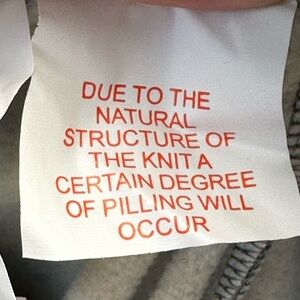 DUE TO THE
NATURAL
STRUCTURE OF
THE KNIT A
CERTAIN DEGREE
OF PILLING WILL
OCCUR